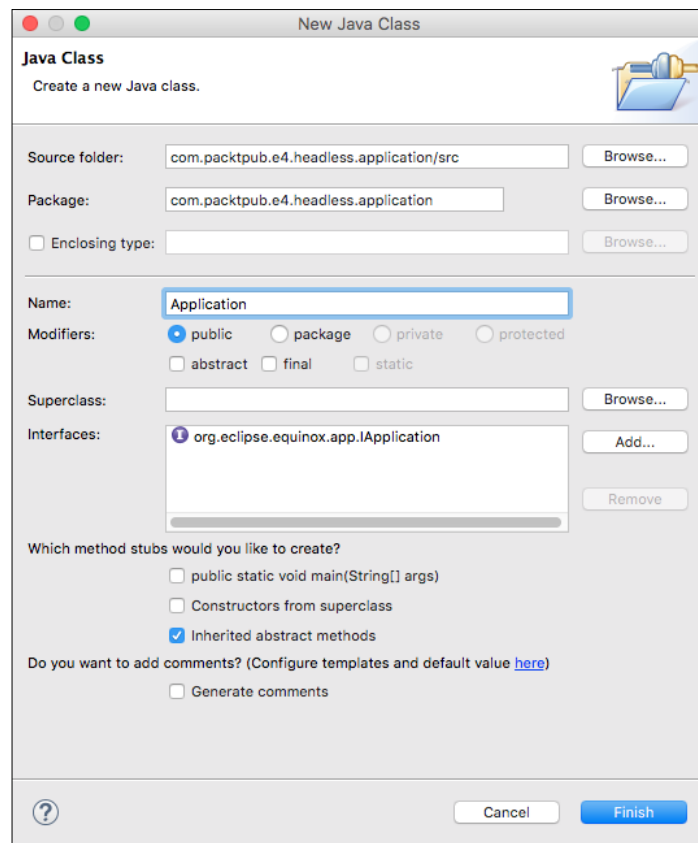 New Java Class
Java Class
Create a new Java class.
Source folder: com.packtpub.e4.headless.application/src Browse...
Package: com.packtpub.e4.headless.application Browse...
Enclosing type: Browse...
Name: Application
Modifiers: public package private protected
abstract final static
Superclass: Browse...
Interfaces: I org.eclipse.equinox.app.IApplication Add...
Remove
Which method stubs would you like to create?
public static void main(String[] args)
Constructors from superclass
Inherited abstract methods
Do you want to add comments? (Configure templates and default value here)
Generate comments
? Cancel Finish